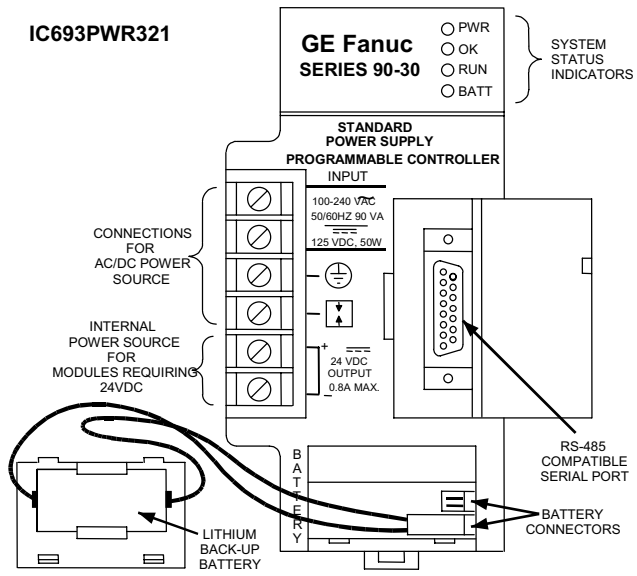 IC693PWR321
GE Fanuc
SERIES 90-30
PWR
OK
RUN
BATT
SYSTEM
STATUS
INDICATORS
STANDARD
POWER SUPPLY
PROGRAMMABLE CONTROLLER
INPUT
100-240 VAC
50/60HZ 90 VA
125 VDC, 50W
CONNECTIONS
FOR
AC/DC POWER
SOURCE
INTERNAL
POWER SOURCE
FOR
MODULES REQUIRING
24VDC
+
24 VDC
OUTPUT
0.8A MAX.
–
RS-485
COMPATIBLE
SERIAL PORT
BATTERY
BATTERY
CONNECTORS
LITHIUM
BACK-UP
BATTERY